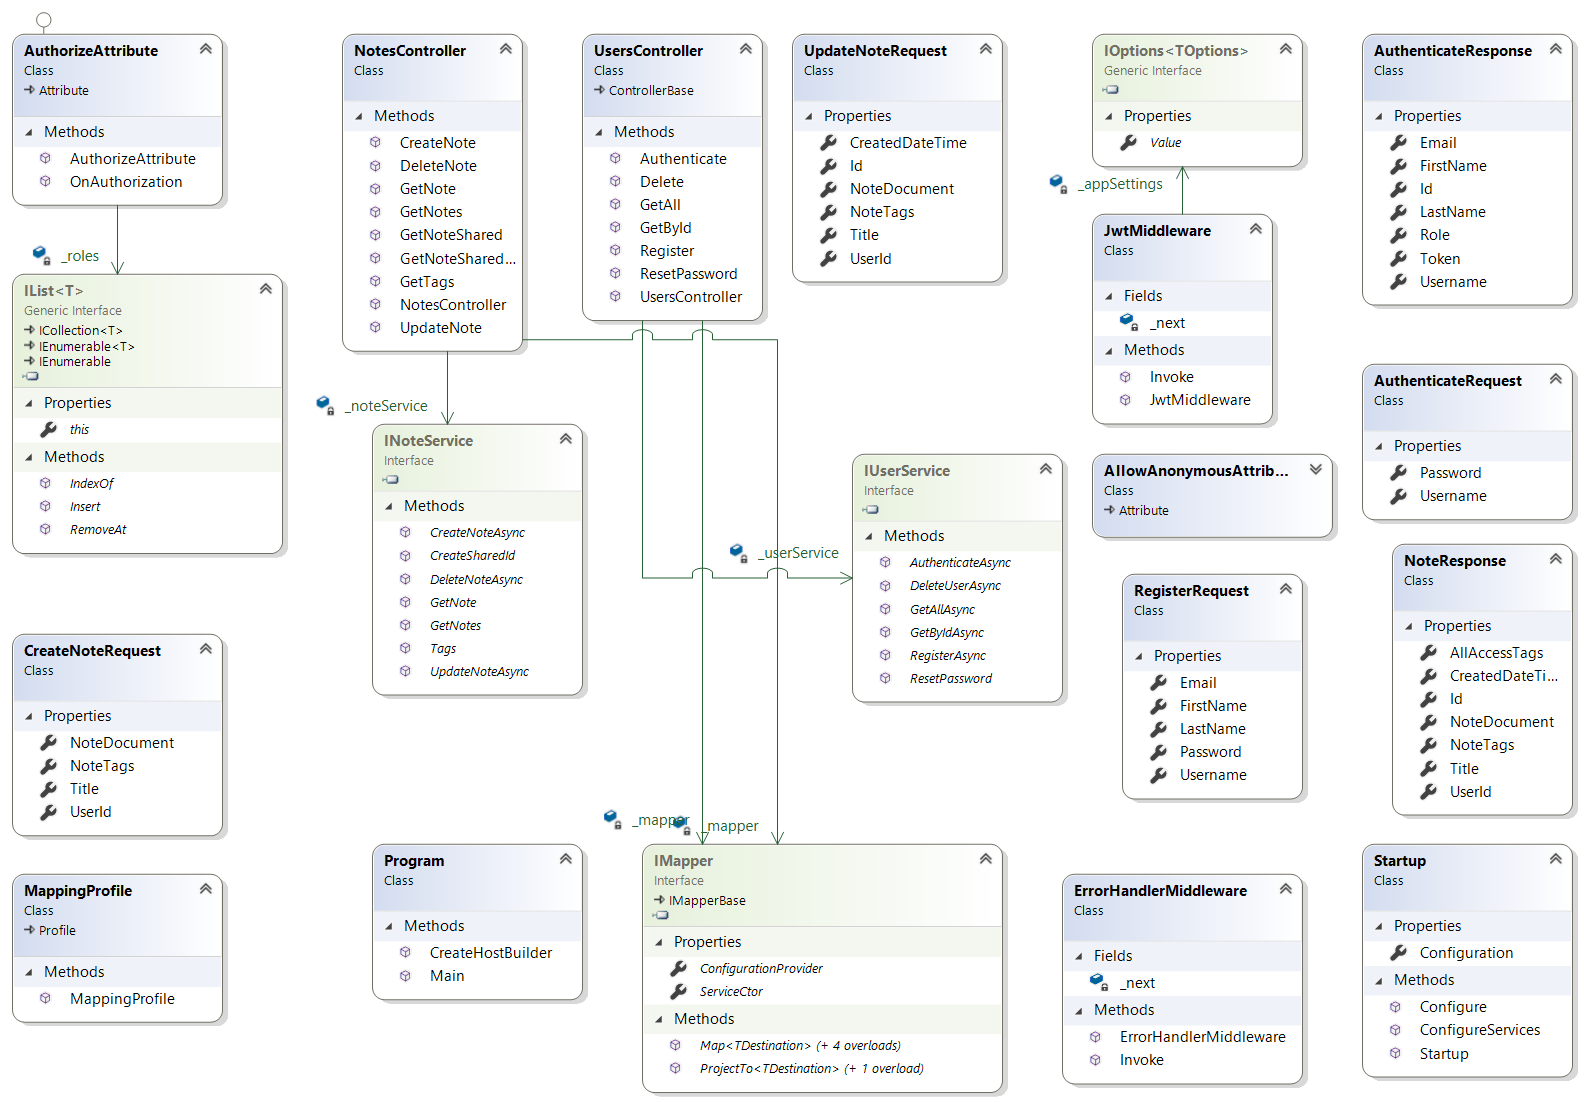 AuthorizeAttribute
Class
Attribute
Methods
AuthorizeAttribute
OnAuthorization
_roles
IList<T>
Generic Interface
ICollection<T>
IEnumerable<T>
IEnumerable
Properties
this
Methods
IndexOf
Insert
RemoveAt
CreateNoteRequest
Class
Properties
NoteDocument
NoteTags
Title
UserId
MappingProfile
Class
Profile
Methods
MappingProfile
NotesController
Class
Methods
CreateNote
DeleteNote
GetNote
GetNotes
GetNoteShared
GetNoteShared...
GetTags
NotesController
UpdateNote
_noteService
INoteService
Interface
Methods
CreateNoteAsync
CreateSharedId
DeleteNoteAsync
GetNote
GetNotes
Tags
UpdateNoteAsync
Program
Class
Methods
CreateHostBuilder
Main
UsersController
Class
ControllerBase
Methods
Authenticate
Delete
GetAll
GetById
Register
ResetPassword
UsersController
_userService
_mapper
_mapper
IMapper
Interface
IMapperBase
Properties
ConfigurationProvider
ServiceCtor
Methods
Map<TDestination> (+ 4 overloads)
ProjectTo<TDestination> (+ 1 overload)
UpdateNoteRequest
Class
Properties
CreatedDateTime
Id
NoteDocument
NoteTags
Title
UserId
IUserService
Interface
Methods
AuthenticateAsync
DeleteUserAsync
GetAllAsync
GetByIdAsync
RegisterAsync
ResetPassword
IOptions<TOptions>
Generic Interface
Properties
Value
_appSettings
JwtMiddleware
Class
Fields
_next
Methods
Invoke
JwtMiddleware
AllowAnonymousAttrib...
Class
Attribute
RegisterRequest
Class
Properties
Email
FirstName
LastName
Password
Username
ErrorHandlerMiddleware
Class
Fields
_next
Methods
ErrorHandlerMiddleware
Invoke
AuthenticateResponse
Class
Properties
Email
FirstName
Id
LastName
Role
Token
Username
AuthenticateRequest
Class
Properties
Password
Username
NoteResponse
Class
Properties
AllAccessTags
CreatedDateTi...
Id
NoteDocument
NoteTags
Title
UserId
Startup
Class
Properties
Configuration
Methods
Configure
ConfigureServices
Startup